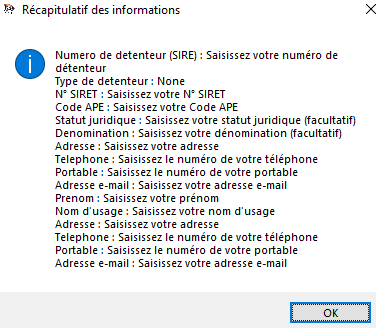 Récapitulatif des informations
Numero de detenteur (SIRE) : Saisissez votre numéro de
détenteur
Type de detenteur : None
N° SIRET : Saisissez votre N° SIRET
Code APE : Saisissez votre Code APE
Statut juridique : Saisissez votre statut juridique (facultatif)
Denomination : Saisissez votre dénomination (facultatif)
Adresse : Saisissez votre adresse
Telephone : Saisissez le numéro de votre téléphone
Portable : Saisissez le numéro de votre portable
Adresse e-mail : Saisissez votre adresse e-mail
Prenom : Saisissez votre prénom
Nom d'usage : Saisissez votre nom d'usage
Adresse : Saisissez votre adresse
Telephone : Saisissez le numéro de votre téléphone
Portable : Saisissez le numéro de votre portable
Adresse e-mail : Saisissez votre adresse e-mail
OK